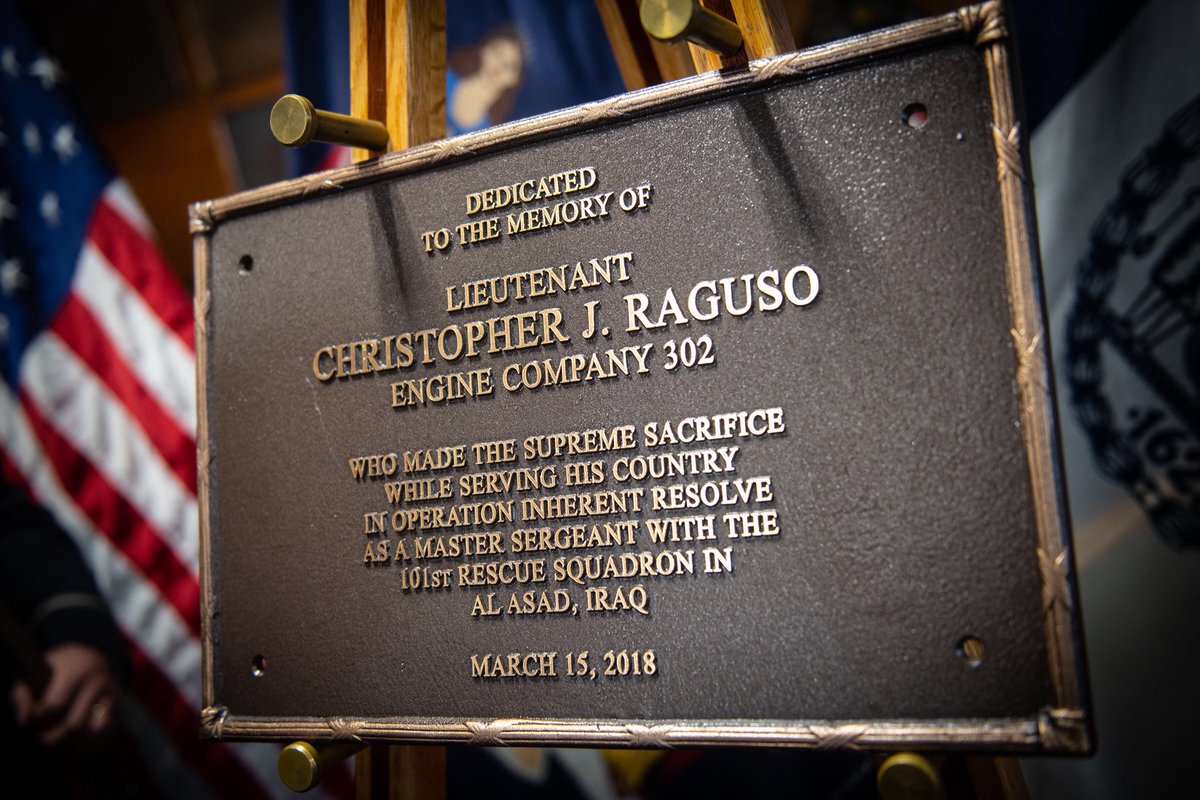 DEDICATED
TO THE MEMORY OF
LIEUTENANT
CHRISTOPHER J. RAGUSO
ENGINE COMPANY 302
WHO MADE THE SUPREME SACRIFICE
WHILE SERVING HIS COUNTRY
IN OPERATION INHERENT RESOLVE
AS A MASTER SERGEANT WITH THE
101ST RESCUE SQUADRON IN
AL ASAD, IRAQ
MARCH 15, 2018